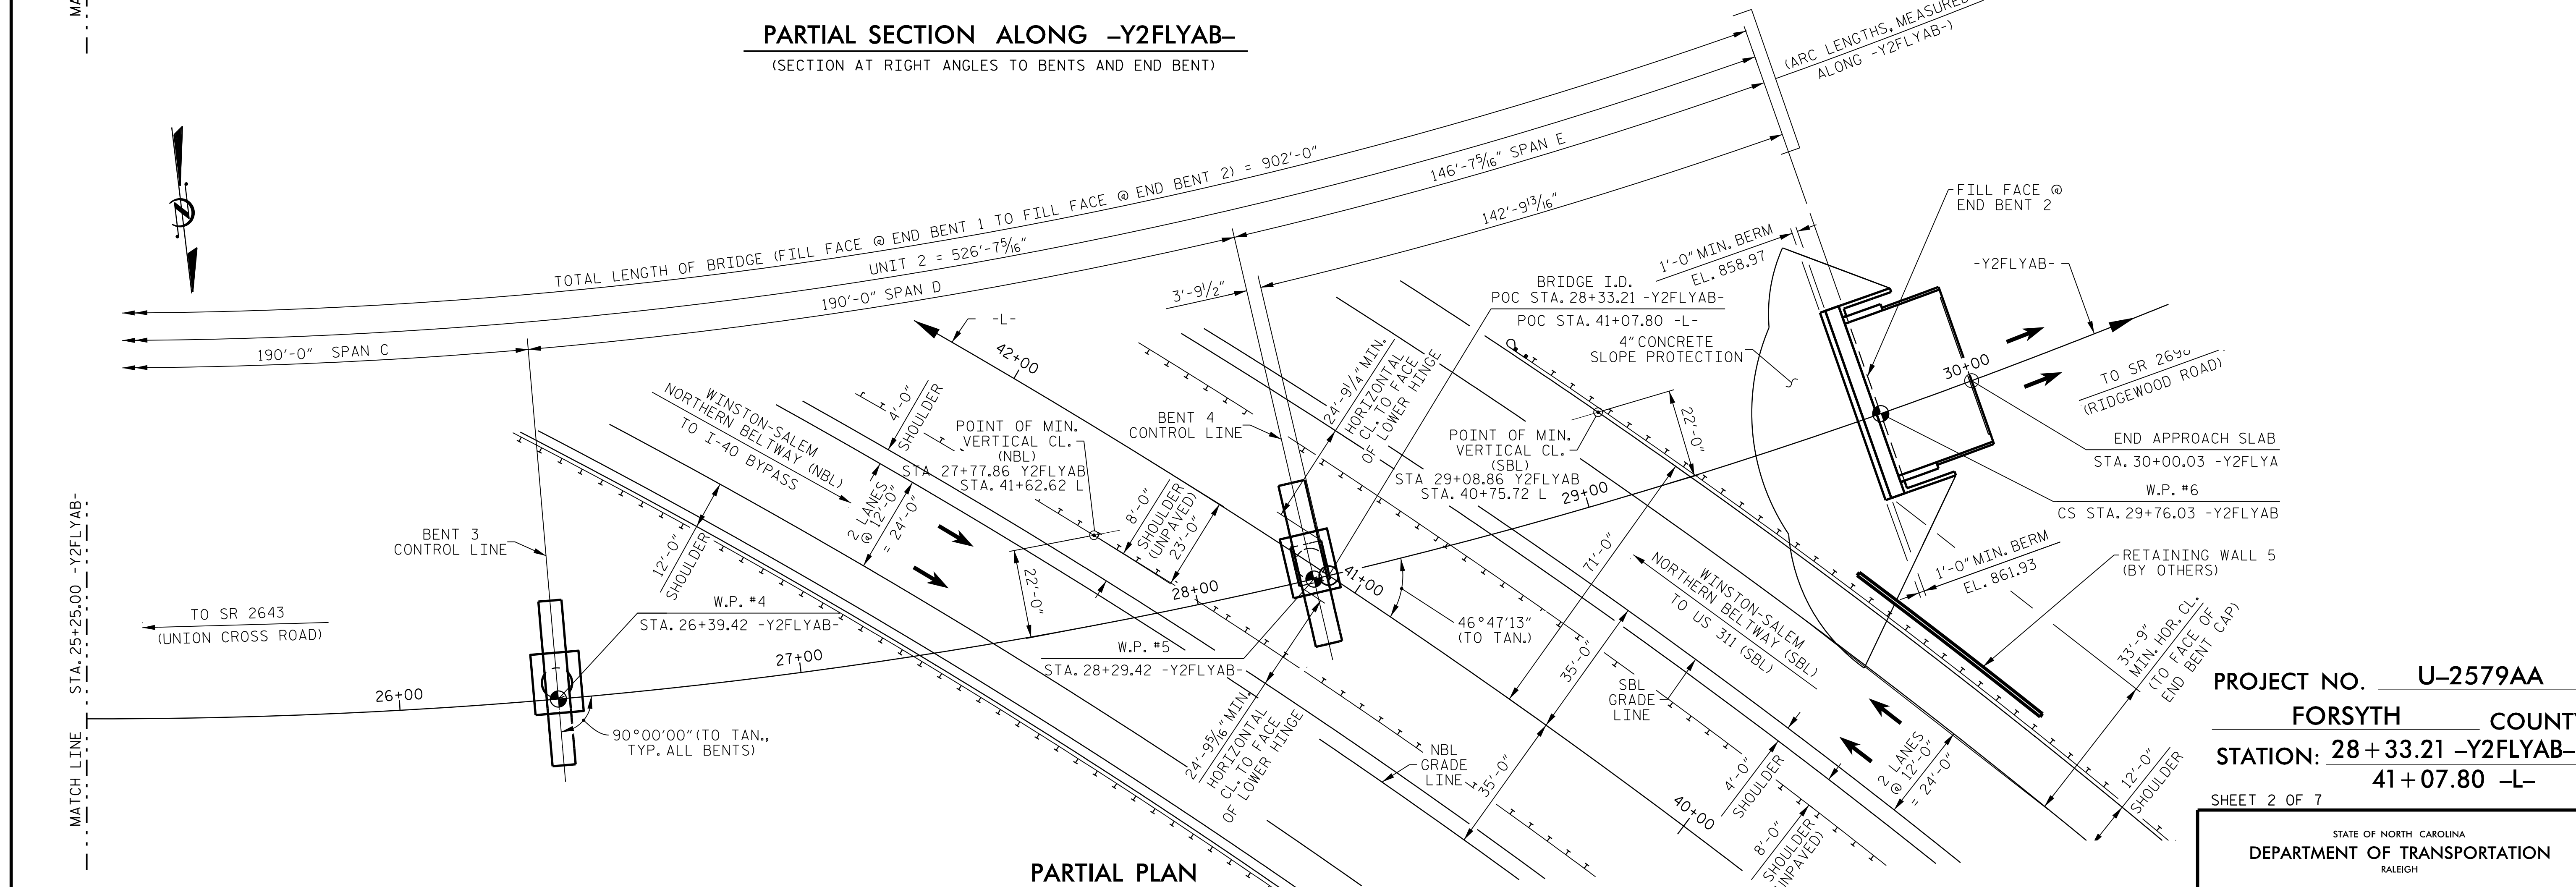 PARTIAL SECTION ALONG –Y2FLYAB–
(SECTION AT RIGHT ANGLES TO BENTS AND END BENT)
(ARC LENGTHS, MEASURED
ALONG -Y2FLYAB-)
TOTAL LENGTH OF BRIDGE (FILL FACE @ END BENT 1 TO FILL FACE @ END BENT 2) = 902'-0"
UNIT 2 = 526'-7 5/16"
190'-0" SPAN C
190'-0" SPAN D
146'-7 5/16" SPAN E
142'-9 13/16"
3'-9 1/2"
MATCH LINE STA. 25+25.00 -Y2FLYAB-
TO SR 2643
(UNION CROSS ROAD)
26+00
BENT 3
CONTROL LINE
90°00'00" (TO TAN.,
TYP. ALL BENTS)
W.P. #4
STA. 26+39.42 -Y2FLYAB-
27+00
12'-0"
SHOULDER
WINSTON-SALEM
NORTHERN BELTWAY (NBL)
TO I-40 BYPASS
2 LANES
@ 12'-0"
= 24'-0"
4'-0"
SHOULDER
-L-
42+00
POINT OF MIN.
VERTICAL CL.
(NBL)
STA 27+77.86 Y2FLYAB
STA. 41+62.62 L
22'-0"
8'-0"
SHOULDER
(UNPAVED)
23'-0"
28+00
BENT 4
CONTROL LINE
W.P. #5
STA. 28+29.42 -Y2FLYAB-
24'-9 1/4" MIN.
HORIZONTAL
CL. TO FACE
OF LOWER HINGE
24'-9 5/16" MIN.
HORIZONTAL
CL. TO FACE
OF LOWER HINGE
BRIDGE I.D.
POC STA. 28+33.21 -Y2FLYAB-
POC STA. 41+07.80 -L-
1'-0" MIN. BERM
EL. 858.97
4" CONCRETE
SLOPE PROTECTION
POINT OF MIN.
VERTICAL CL.
(SBL)
STA 29+08.86 Y2FLYAB
STA. 40+75.72 L
22'-0"
29+00
41+00
46°47'13"
(TO TAN.)
71'-0"
35'-0"
35'-0"
WINSTON-SALEM
NORTHERN BELTWAY (SBL)
TO US 311 (SBL)
SBL
GRADE
LINE
NBL
GRADE
LINE
40+00
4'-0"
SHOULDER
8'-0"
SHOULDER
2 LANES
@ 12'-0"
= 24'-0"
12'-0"
SHOULDER
33'-9"
MIN. HOR. CL.
(TO FACE OF
END BENT CAP)
FILL FACE @
END BENT 2
-Y2FLYAB-
30+00
TO SR
(RIDGEWOOD ROAD)
END APPROACH SLAB
STA. 30+00.03 -Y2FLYA
W.P. #6
CS STA. 29+76.03 -Y2FLYAB
RETAINING WALL 5
(BY OTHERS)
1'-0" MIN. BERM
EL. 861.93
PARTIAL PLAN
PROJECT NO. U–2579AA
FORSYTH COUNTY
STATION: 28+33.21 –Y2FLYAB–
41+07.80 –L–
SHEET 2 OF 7
STATE OF NORTH CAROLINA
DEPARTMENT OF TRANSPORTATION
RALEIGH